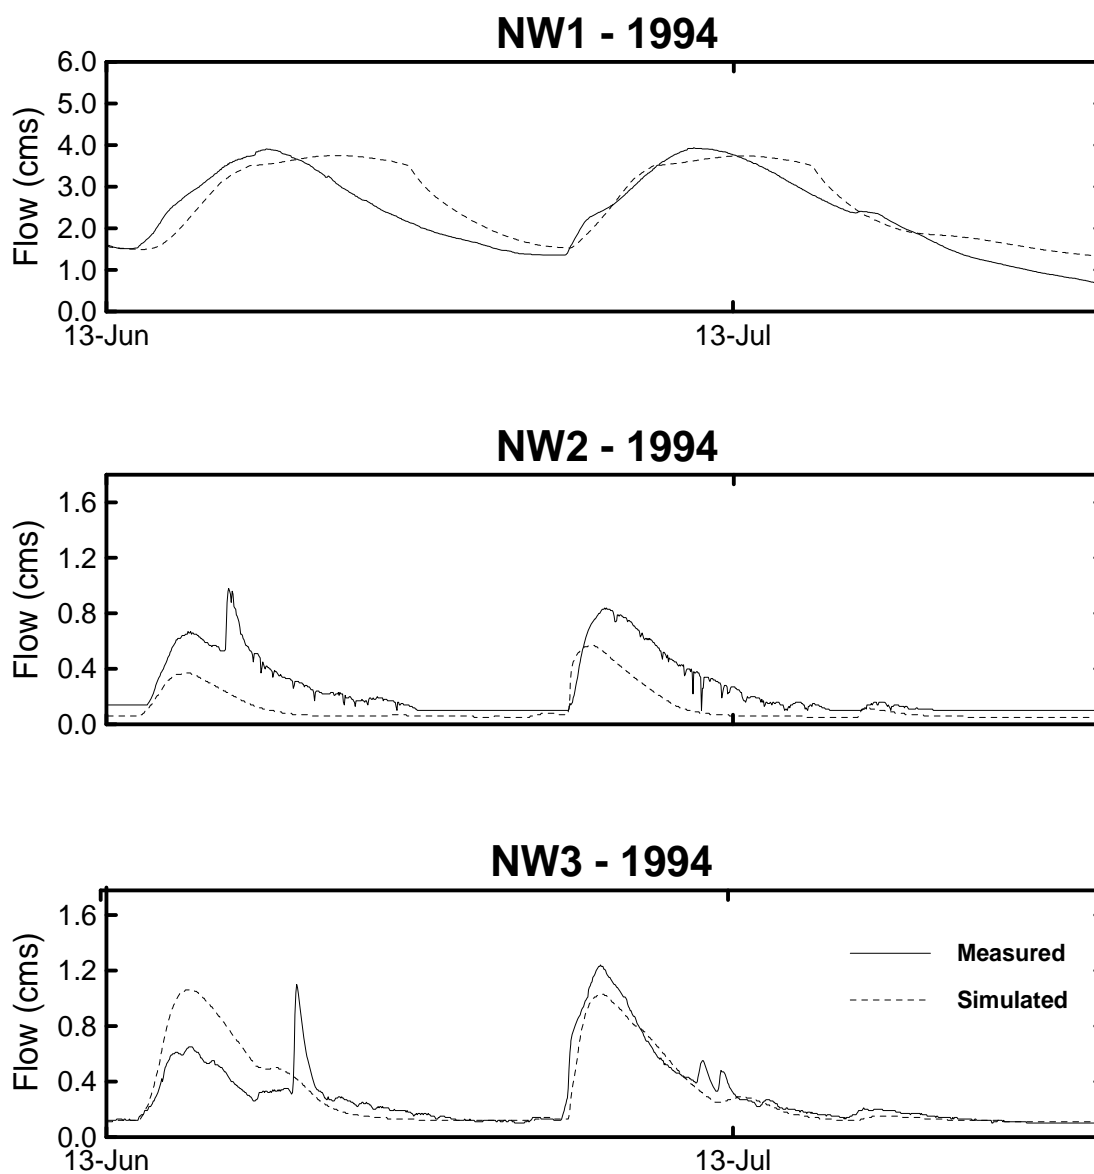 NW1 - 1994
6.0
5.0
4.0
3.0
2.0
1.0
0.0
Flow (cms)
13-Jun 13-Jul
NW2 - 1994
1.6
1.2
0.8
0.4
0.0
Flow (cms)
NW3 - 1994
1.6
1.2
0.8
0.4
0.0
Flow (cms)
Measured
Simulated
13-Jun 13-Jul